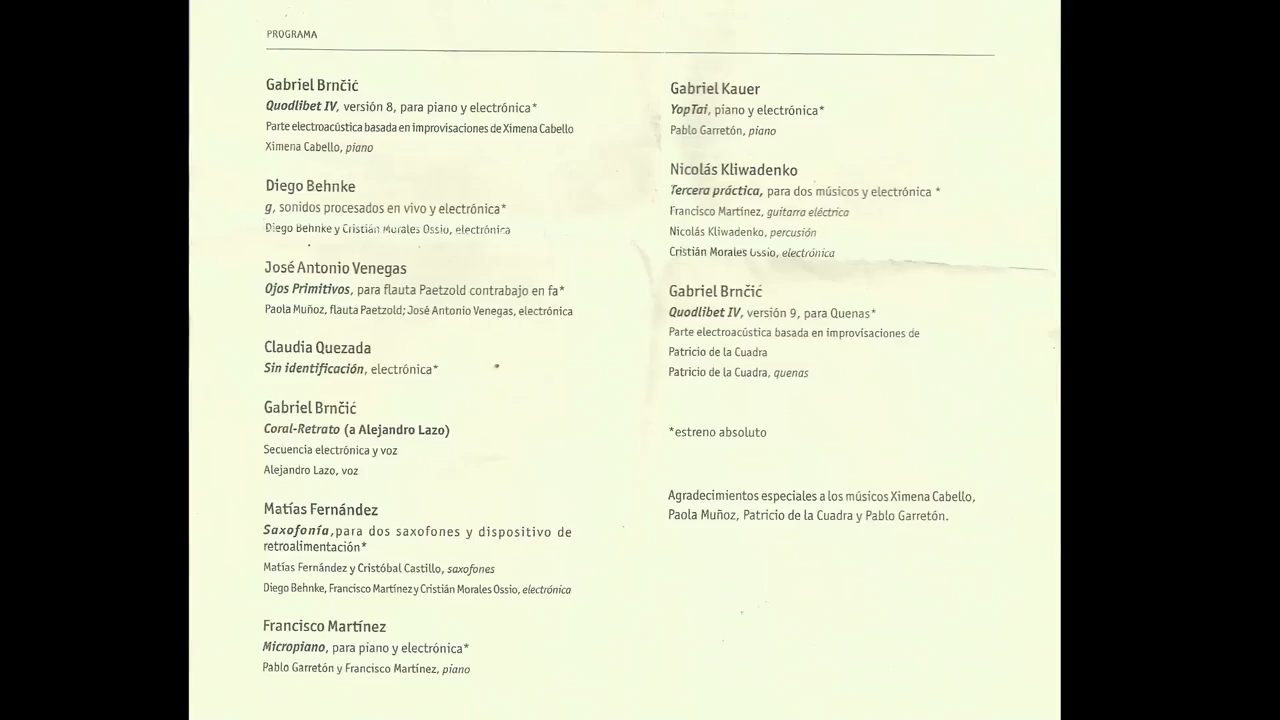 PROGRAMA
Gabriel Brnčić
Quodlibet IV, versión 8, para piano y electrónica*
Parte electroacústica basada en improvisaciones de Ximena Cabello
Ximena Cabello, piano
Diego Behnke
g, sonidos procesados en vivo y electrónica*
Diego Behnke y Cristián Morales Ossio, electrónica
José Antonio Venegas
Ojos Primitivos, para flauta Paetzold contrabajo en fa*
Paola Muñoz, flauta Paetzold; José Antonio Venegas, electrónica
Claudia Quezada
Sin identificación, electrónica*
Gabriel Brnčić
Coral-Retrato (a Alejandro Lazo)
Secuencia electrónica y voz
Alejandro Lazo, voz
Matías Fernández
Saxofonía,para dos saxofones y dispositivo de
retroalimentación*
Matías Fernández y Cristóbal Castillo, saxofones
Diego Behnke, Francisco Martínez y Cristián Morales Ossio, electrónica
Francisco Martínez
Micropiano, para piano y electrónica*
Pablo Garretón y Francisco Martínez, piano
Gabriel Kauer
YopTai, piano y electrónica*
Pablo Garretón, piano
Nicolás Kliwadenko
Tercera práctica, para dos músicos y electrónica *
Francisco Martínez, guitarra eléctrica
Nicolás Kliwadenko, percusión
Cristián Morales Ossio, electrónica
Gabriel Brnčić
Quodlibet IV, versión 9, para Quenas*
Parte electroacústica basada en improvisaciones de
Patricio de la Cuadra
Patricio de la Cuadra, quenas
*estreno absoluto
Agradecimientos especiales a los músicos Ximena Cabello,
Paola Muñoz, Patricio de la Cuadra y Pablo Garretón.